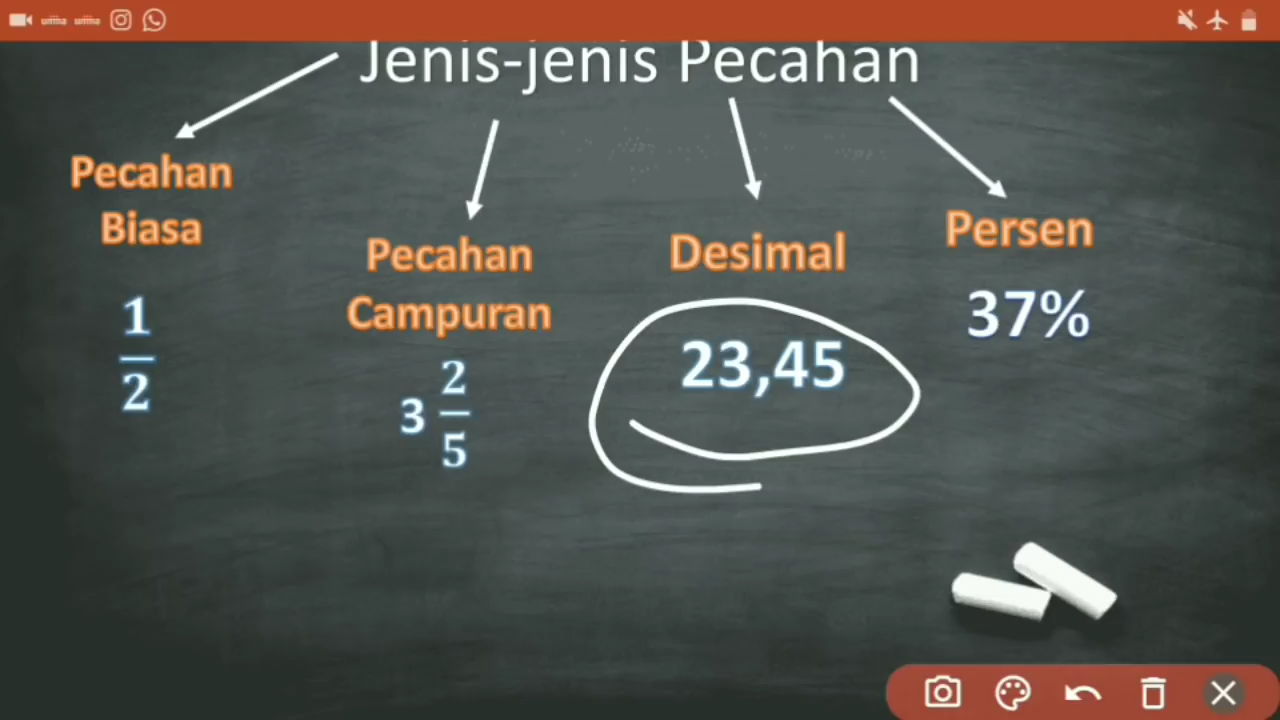 Jenis-jenis Pecahan
Pecahan
Biasa
1
2
Pecahan
Campuran
3 2
5
Desimal
23,45
Persen
37%